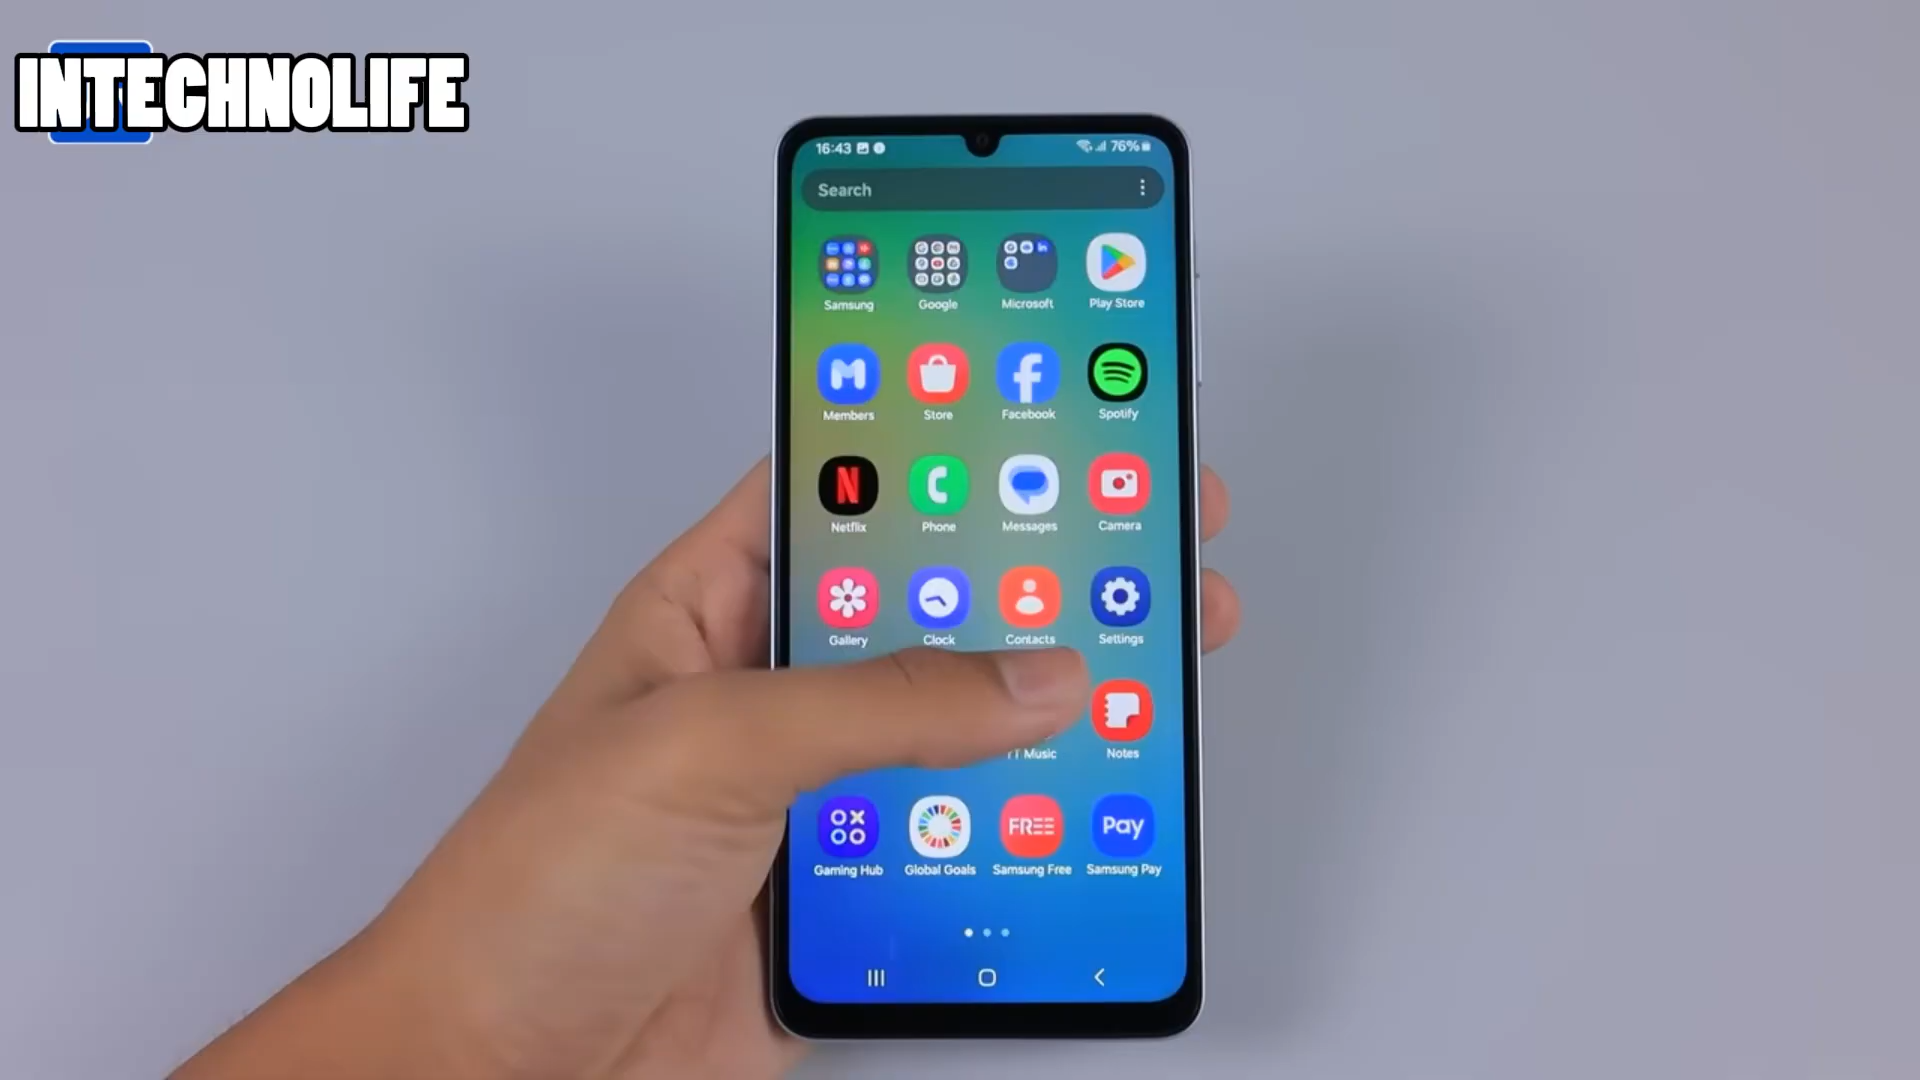 INTECHNOLIFE
16:43
76%
Search
Samsung
Google
Microsoft
Play Store
Members
Store
Facebook
Spotify
N
Netflix
Phone
Messages
Camera
Gallery
Clock
Contacts
Settings
Music
Notes
FREE
Pay
Gaming Hub
Global Goals
Samsung Free
Samsung Pay